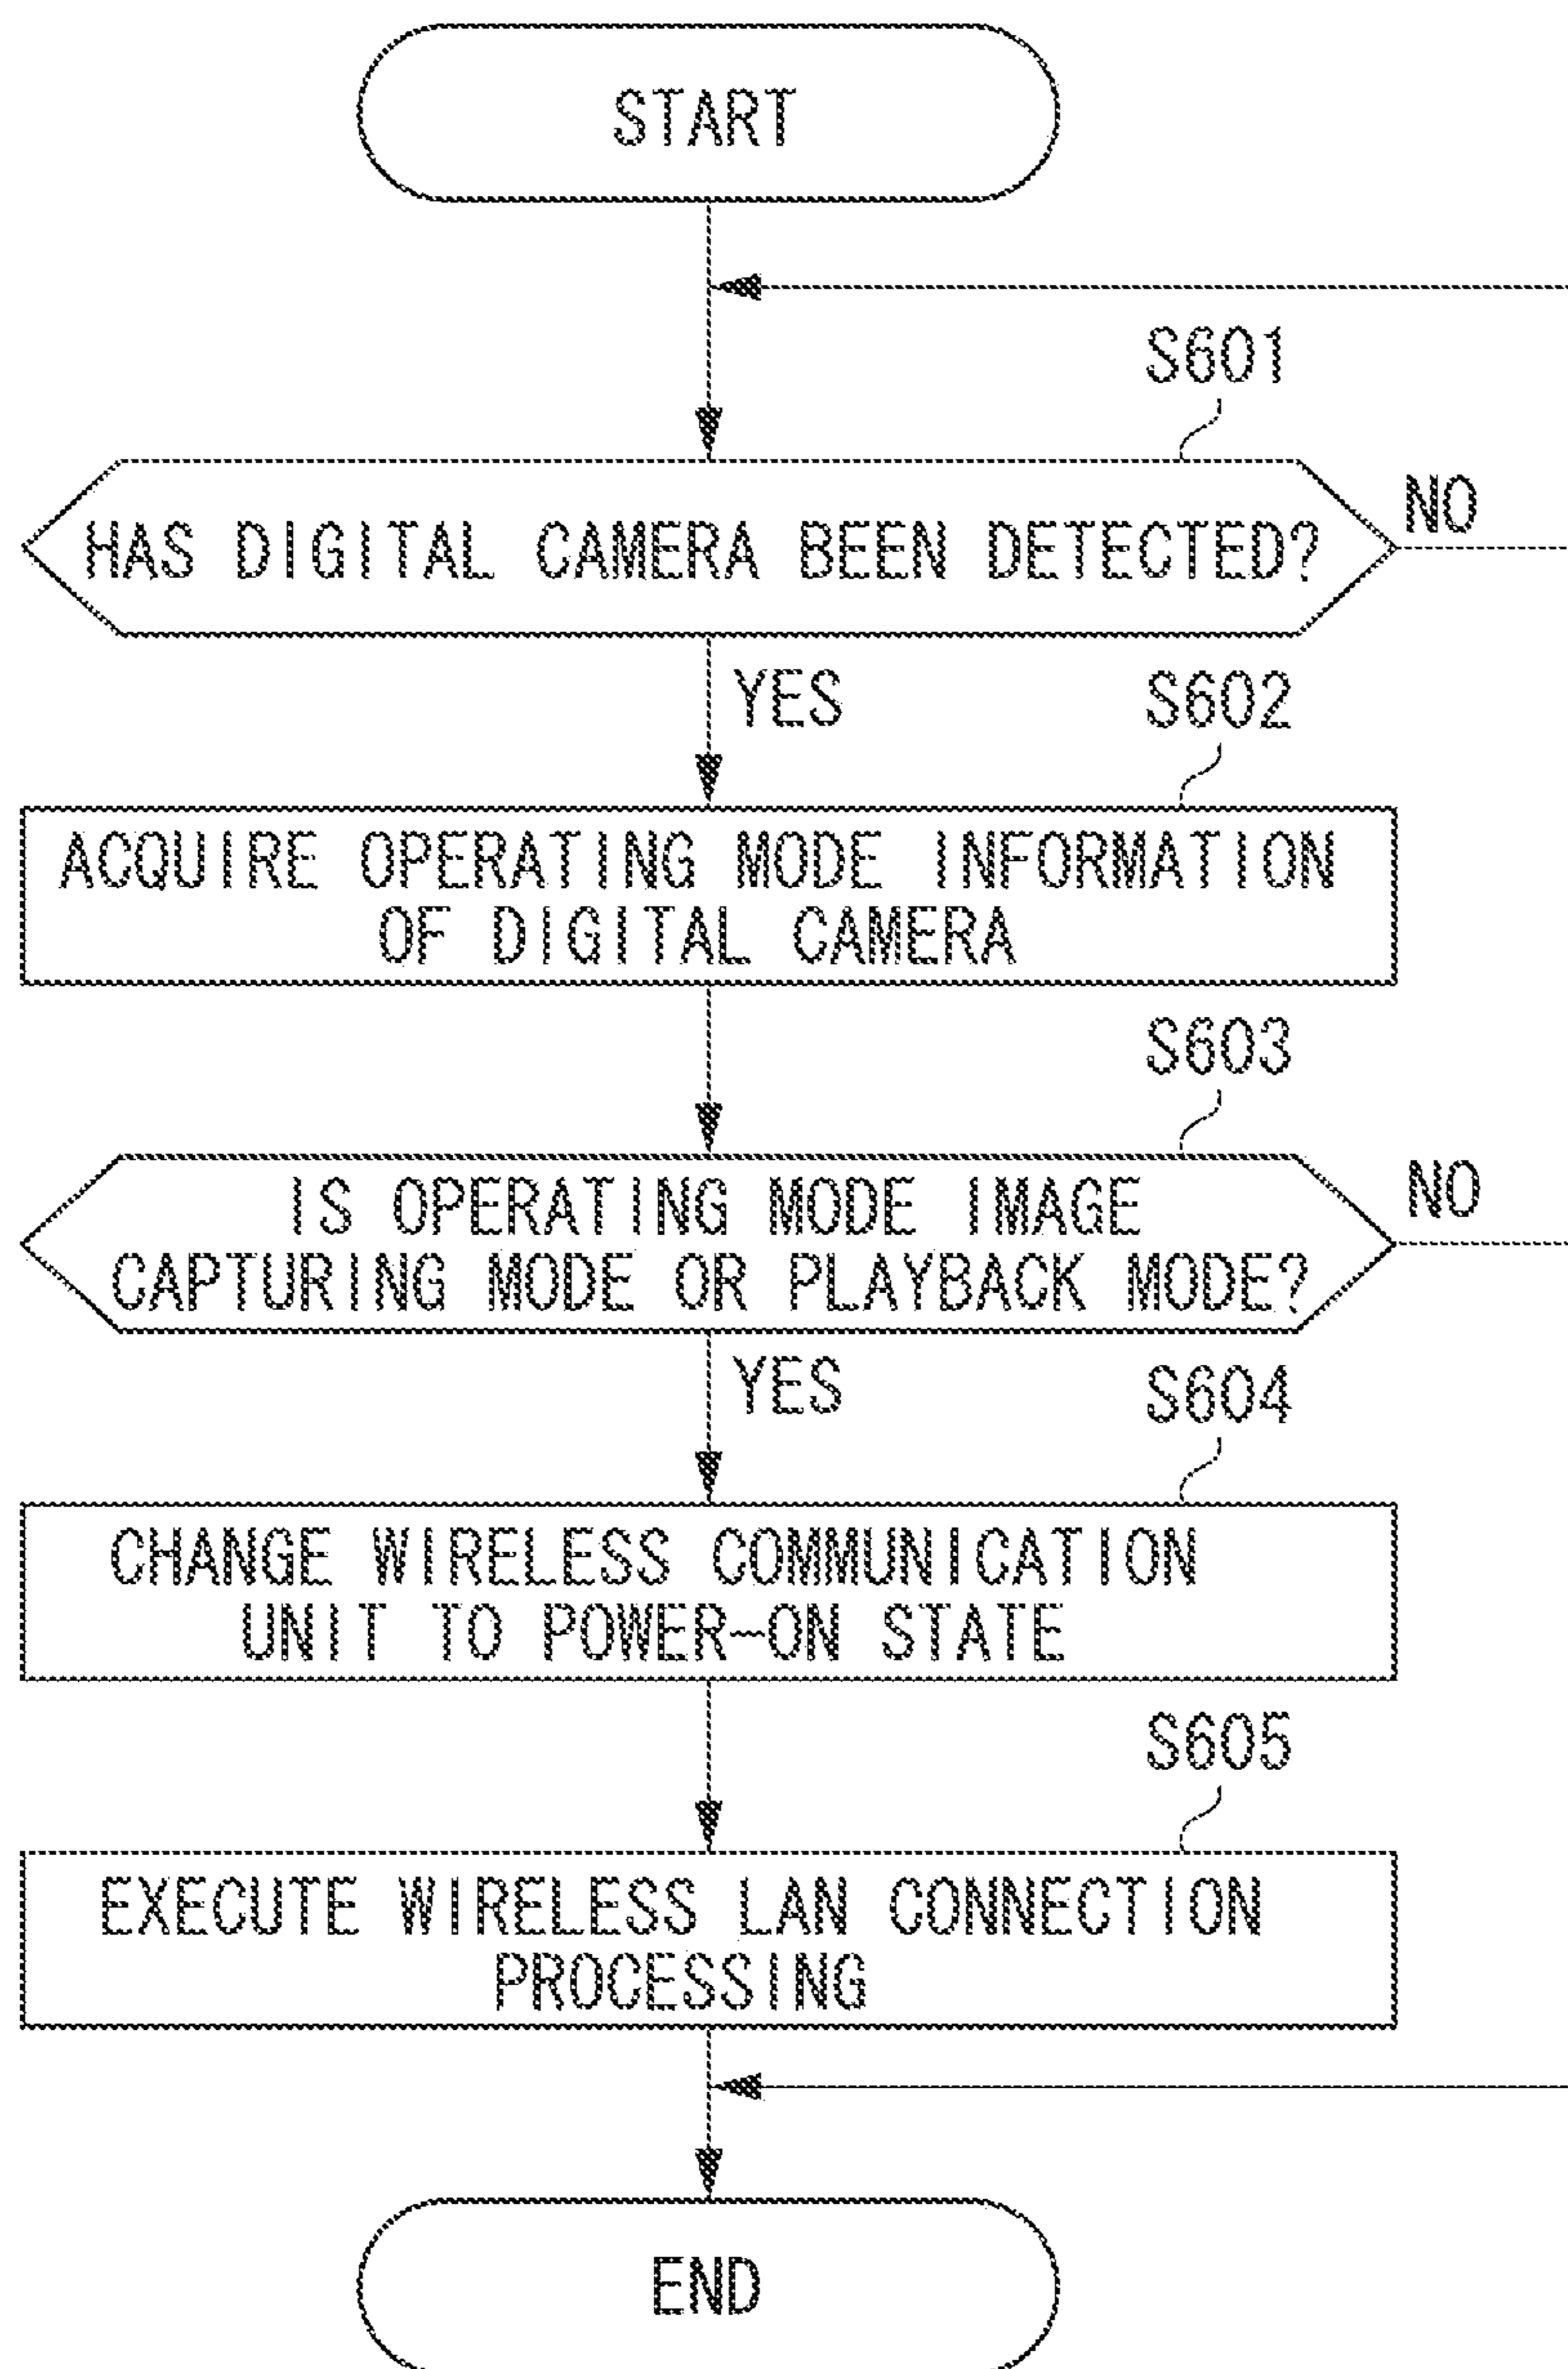 START
S601
HAS DIGITAL CAMERA BEEN DETECTED?
NO
YES
S602
ACQUIRE OPERATING MODE INFORMATION
OF DIGITAL CAMERA
S603
IS OPERATING MODE IMAGE
CAPTURING MODE OR PLAYBACK MODE?
NO
YES
S604
CHANGE WIRELESS COMMUNICATION
UNIT TO POWER-ON STATE
S605
EXECUTE WIRELESS LAN CONNECTION
PROCESSING
END